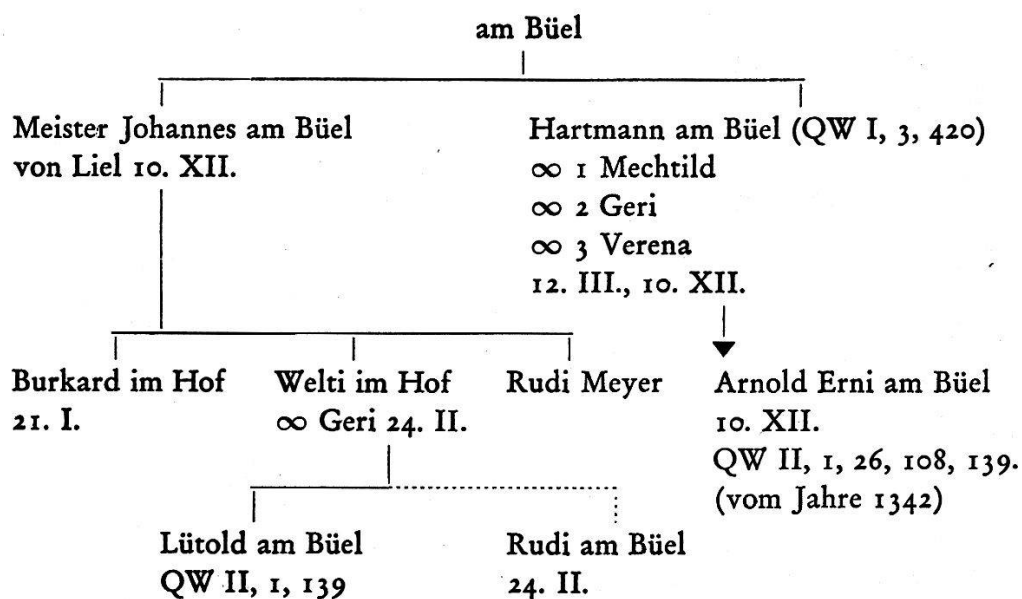 am Büel
Meister Johannes am Büel
von Liel 10. XII.
Hartmann am Büel (QW I, 3, 420)
∞ 1 Mechtild
∞ 2 Geri
∞ 3 Verena
12. III., 10. XII.
Burkard im Hof
21. I.
Welti im Hof
∞ Geri 24. II.
Rudi Meyer
Arnold Erni am Büel
10. XII.
QW II, 1, 26, 108, 139.
(vom Jahre 1342)
Lütold am Büel
QW II, 1, 139
Rudi am Büel
24. II.